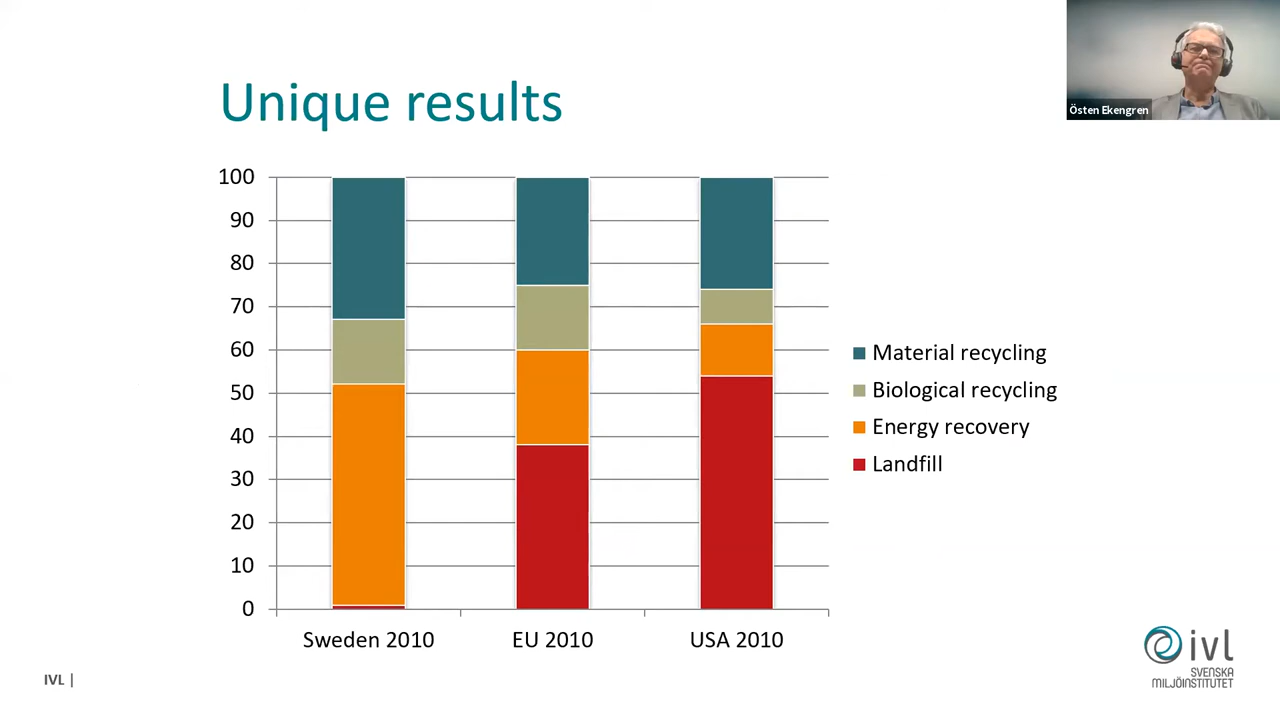 Unique results
Östen Ekengren
100
90
80
70
60
50
40
30
20
10
0
Sweden 2010
EU 2010
USA 2010
Material recycling
Biological recycling
Energy recovery
Landfill
IVL |
ivl
SVENSKA
MILJÖINSTITUTET